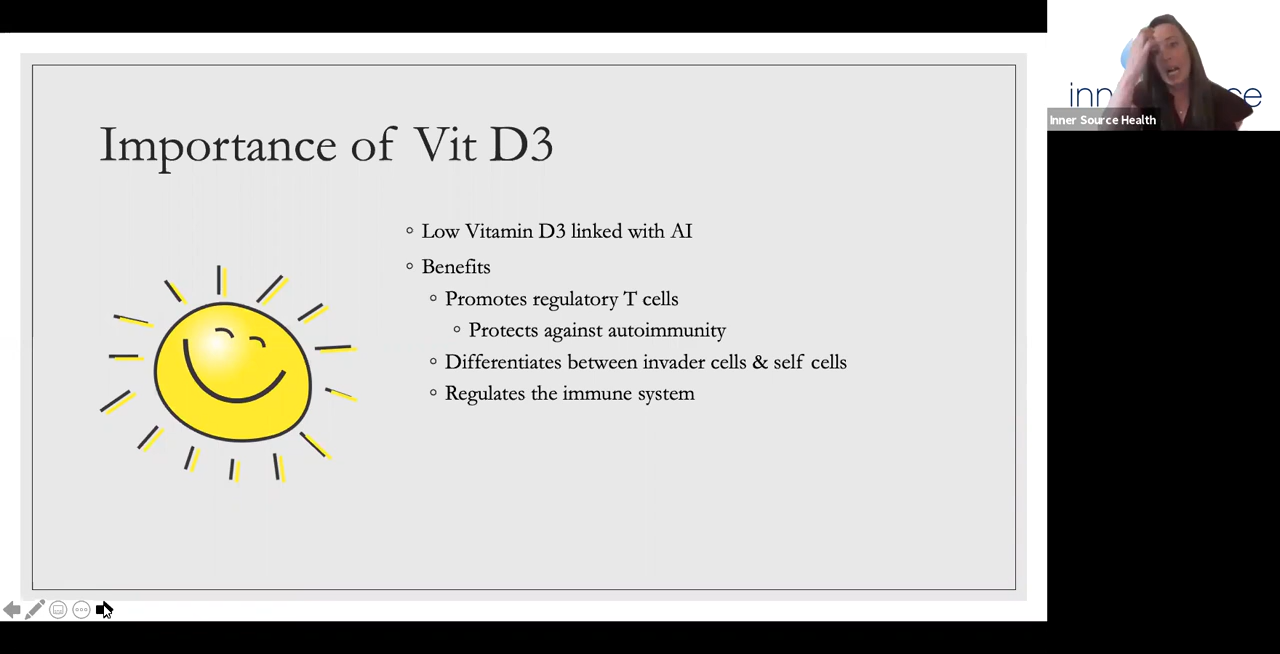 Importance of Vit D3
Low Vitamin D3 linked with AI
Benefits
Promotes regulatory T cells
Protects against autoimmunity
Differentiates between invader cells & self cells
Regulates the immune system
Inner Source Health